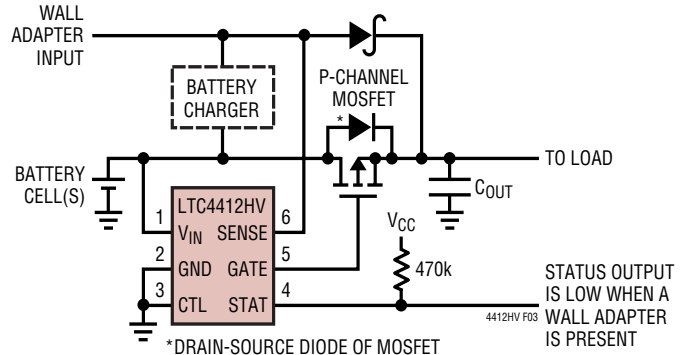 WALL
ADAPTER
INPUT
BATTERY
CHARGER
P-CHANNEL
MOSFET
*
BATTERY
CELL(S)
TO LOAD
COUT
LTC4412HV
1
VIN
SENSE
6
2
GND
GATE
5
3
CTL
STAT
4
VCC
470k
STATUS OUTPUT
IS LOW WHEN A
WALL ADAPTER
IS PRESENT
4412HV F03
*DRAIN-SOURCE DIODE OF MOSFET